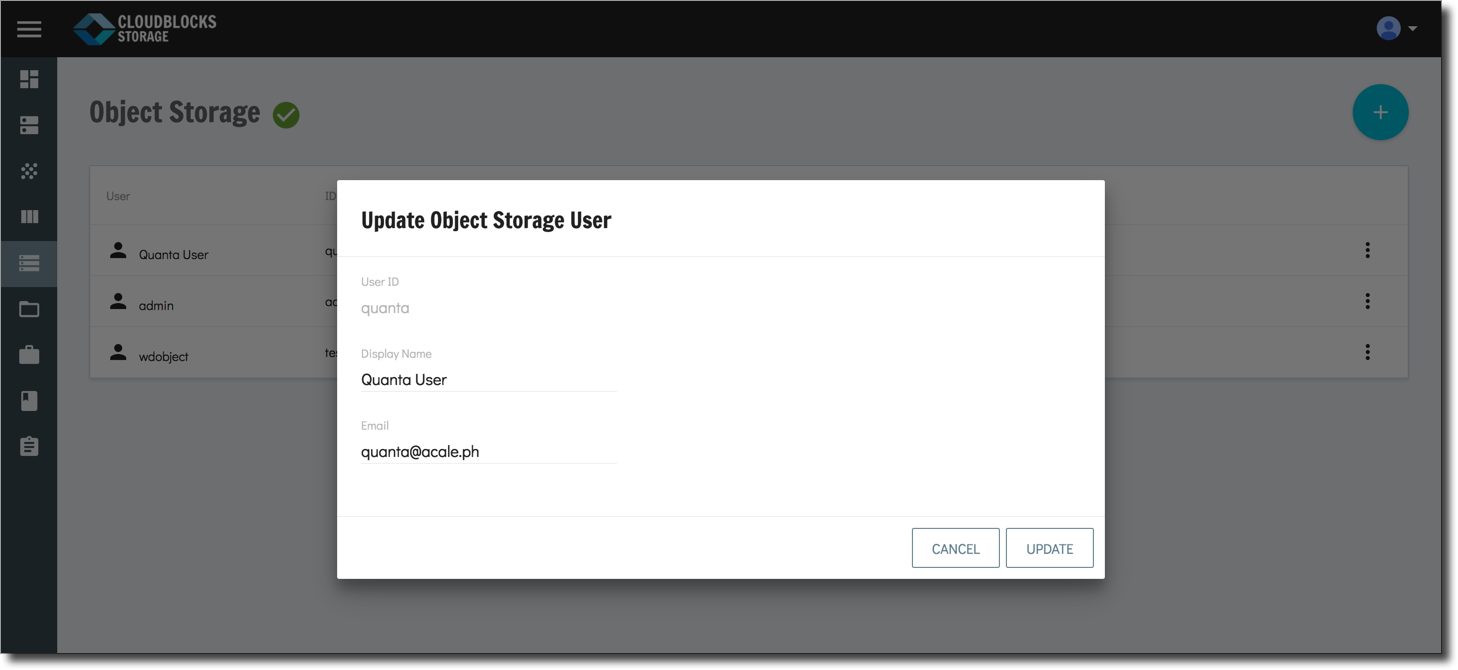 CLOUDBLOCKS
STORAGE
Object Storage
User ID
Quanta User qu
admin ad
wdobject tes
Update Object Storage User
User ID
quanta
Display Name
Quanta User
Email
quanta@acale.ph
CANCEL UPDATE